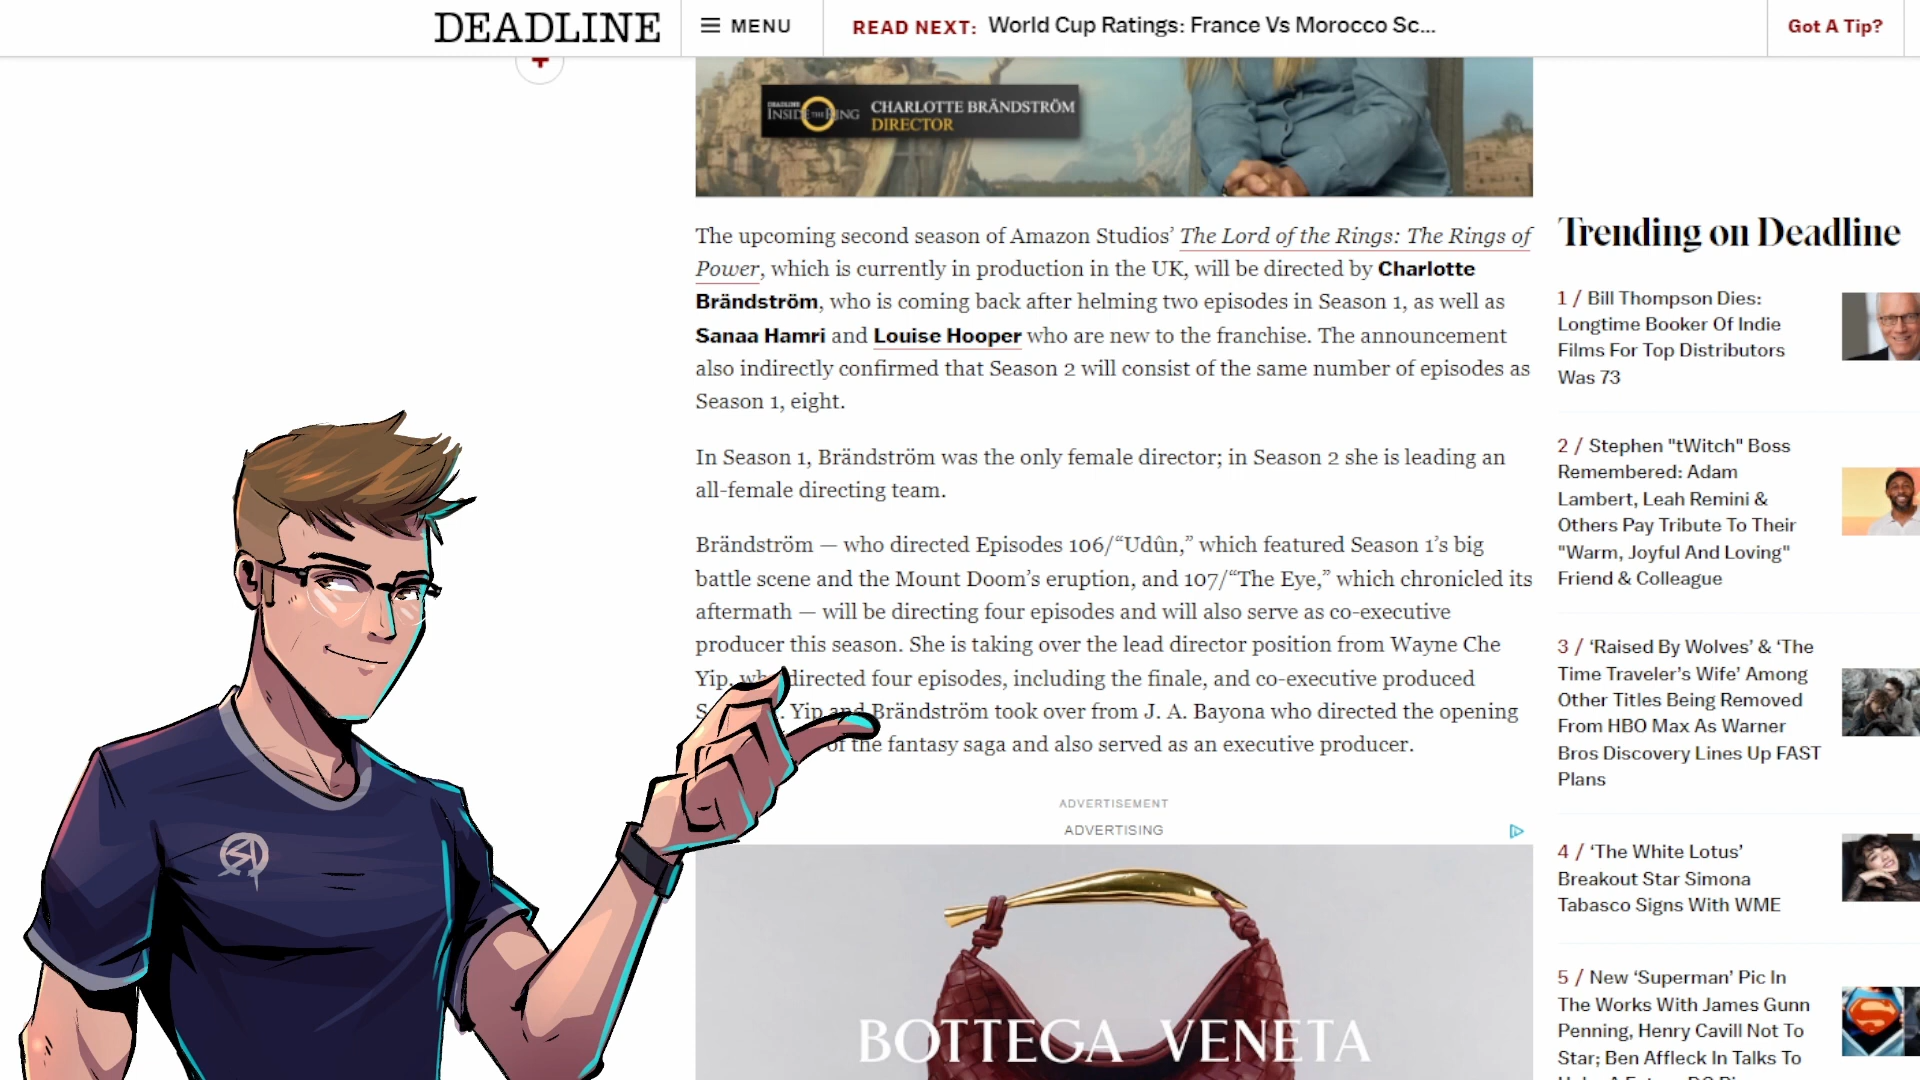 DEADLINE
MENU
READ NEXT: World Cup Ratings: France Vs Morocco Sc...
Got A Tip?
DEADLINE
INSIDE THE RING
CHARLOTTE BRÄNDSTRÖM
DIRECTOR
The upcoming second season of Amazon Studios’ The Lord of the Rings: The Rings of
Power, which is currently in production in the UK, will be directed by Charlotte
Brändström, who is coming back after helming two episodes in Season 1, as well as
Sanaa Hamri and Louise Hooper who are new to the franchise. The announcement
also indirectly confirmed that Season 2 will consist of the same number of episodes as
Season 1, eight.
In Season 1, Brändström was the only female director; in Season 2 she is leading an
all-female directing team.
Brändström — who directed Episodes 106/“Udûn,” which featured Season 1’s big
battle scene and the Mount Doom’s eruption, and 107/“The Eye,” which chronicled its
aftermath — will be directing four episodes and will also serve as co-executive
producer this season. She is taking over the lead director position from Wayne Che
Yip, who directed four episodes, including the finale, and co-executive produced
. Yip and Brändström took over from J. A. Bayona who directed the opening
of the fantasy saga and also served as an executive producer.
ADVERTISEMENT
ADVERTISING
BOTTEGA VENETA
Trending on Deadline
1 / Bill Thompson Dies:
Longtime Booker Of Indie
Films For Top Distributors
Was 73
2 / Stephen "tWitch" Boss
Remembered: Adam
Lambert, Leah Remini &
Others Pay Tribute To Their
"Warm, Joyful And Loving"
Friend & Colleague
3 / ‘Raised By Wolves’ & ‘The
Time Traveler’s Wife’ Among
Other Titles Being Removed
From HBO Max As Warner
Bros Discovery Lines Up FAST
Plans
4 / ‘The White Lotus’
Breakout Star Simona
Tabasco Signs With WME
5 / New ‘Superman’ Pic In
The Works With James Gunn
Penning, Henry Cavill Not To
Star; Ben Affleck In Talks To